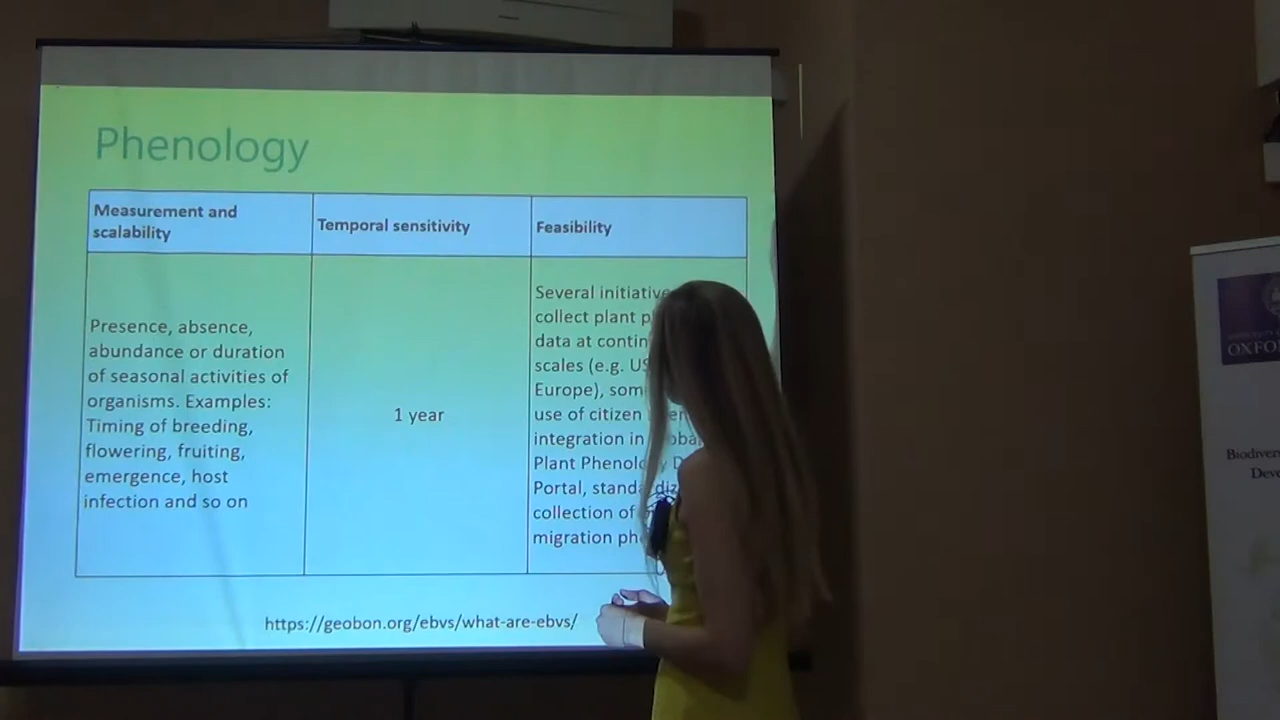 Phenology
Measurement and
scalability
Temporal sensitivity
Feasibility
Presence, absence,
abundance or duration
of seasonal activities of
organisms. Examples:
Timing of breeding,
flowering, fruiting,
emergence, host
infection and so on
1 year
Several
collect plant
data at
scales (e.g.
Europe),
use of citizen
integration in
Plant
Portal,
collection of
migration
https://geobon.org/ebvs/what-are-ebvs/